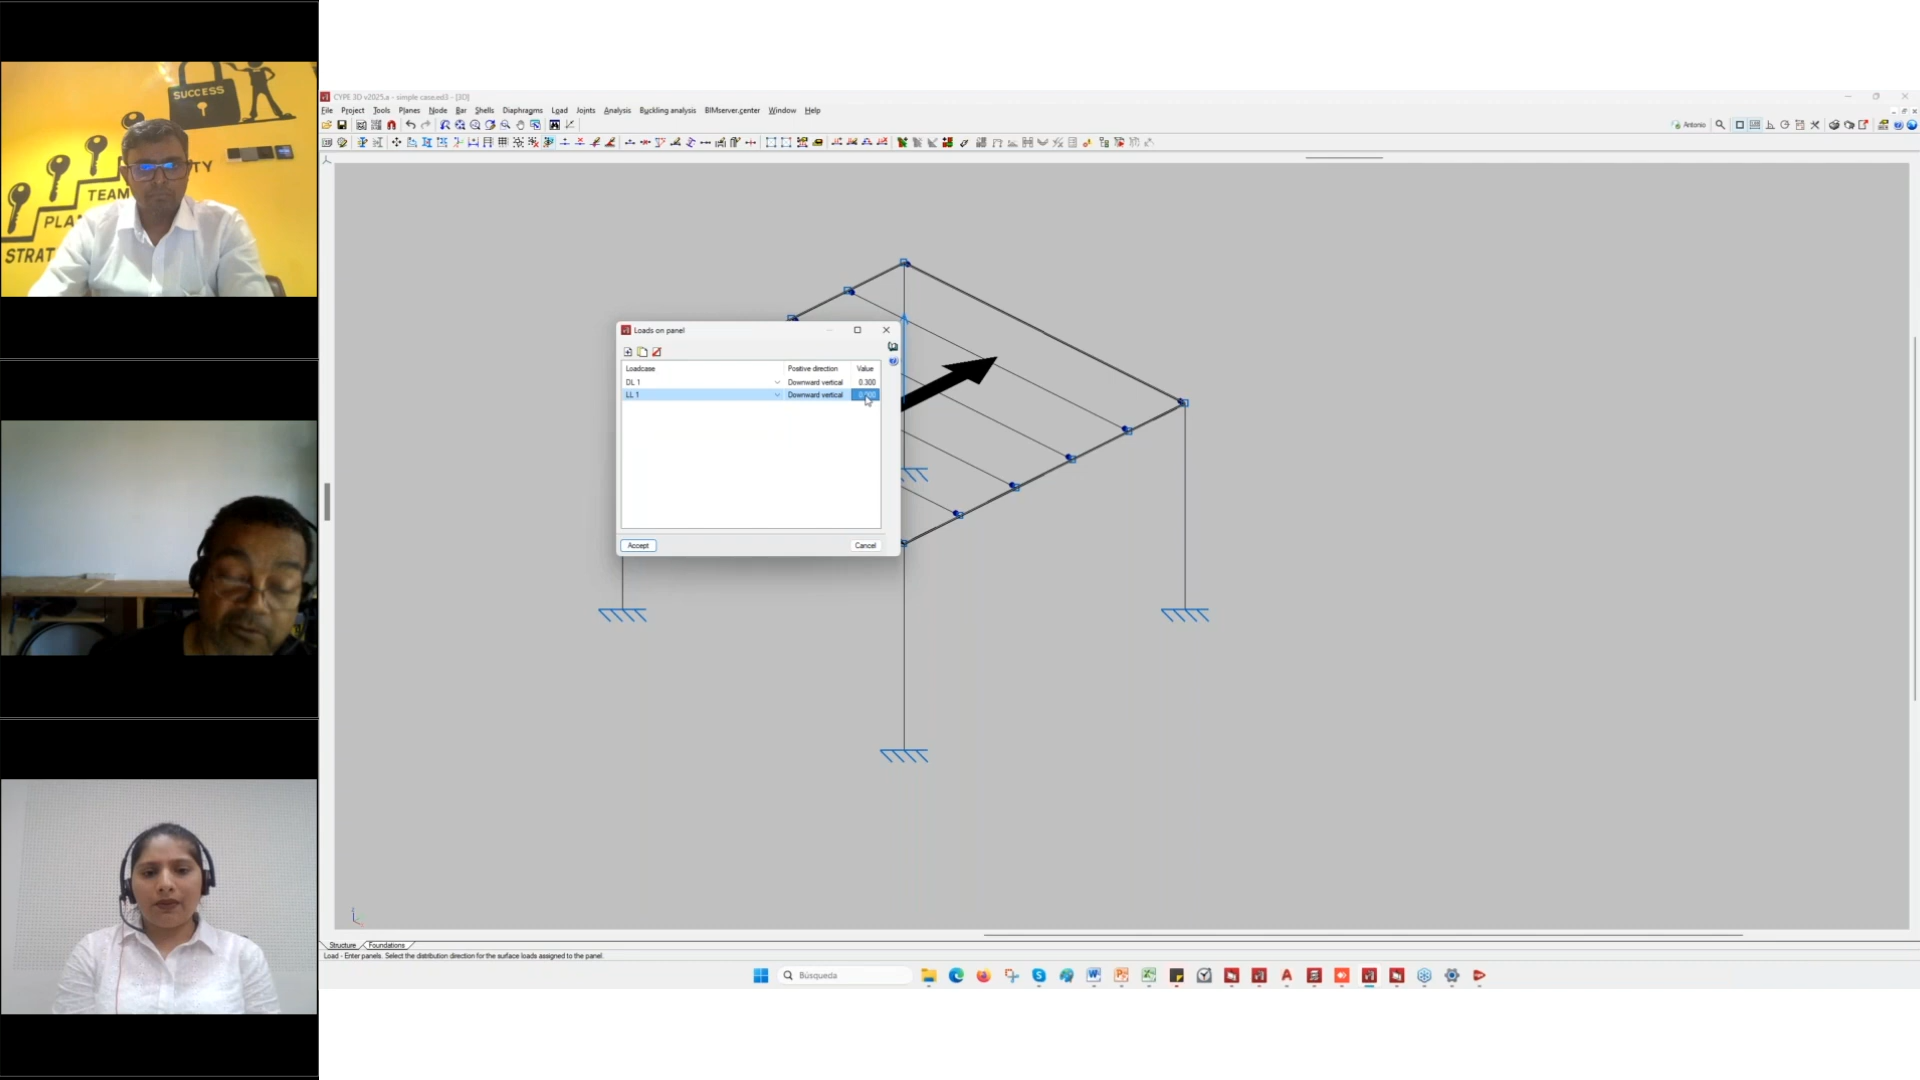 SUCCESS
TY
TEAM
PLA
STRAT
CYPE 3D v2025.a - simple case.ed3 - [3D]
File Project Tools Planes Node Bar Shells Diaphragms Load Joints Analysis Buckling analysis BIMserver.center Window Help
Antonio
Loads on panel
Loadcase Positive direction Value
DL 1 Downward vertical 0.300
LL 1 Downward vertical
Accept Cancel
Structure Foundations
Load - Enter panels. Select the distribution direction for the surface loads assigned to the panel.
Búsqueda